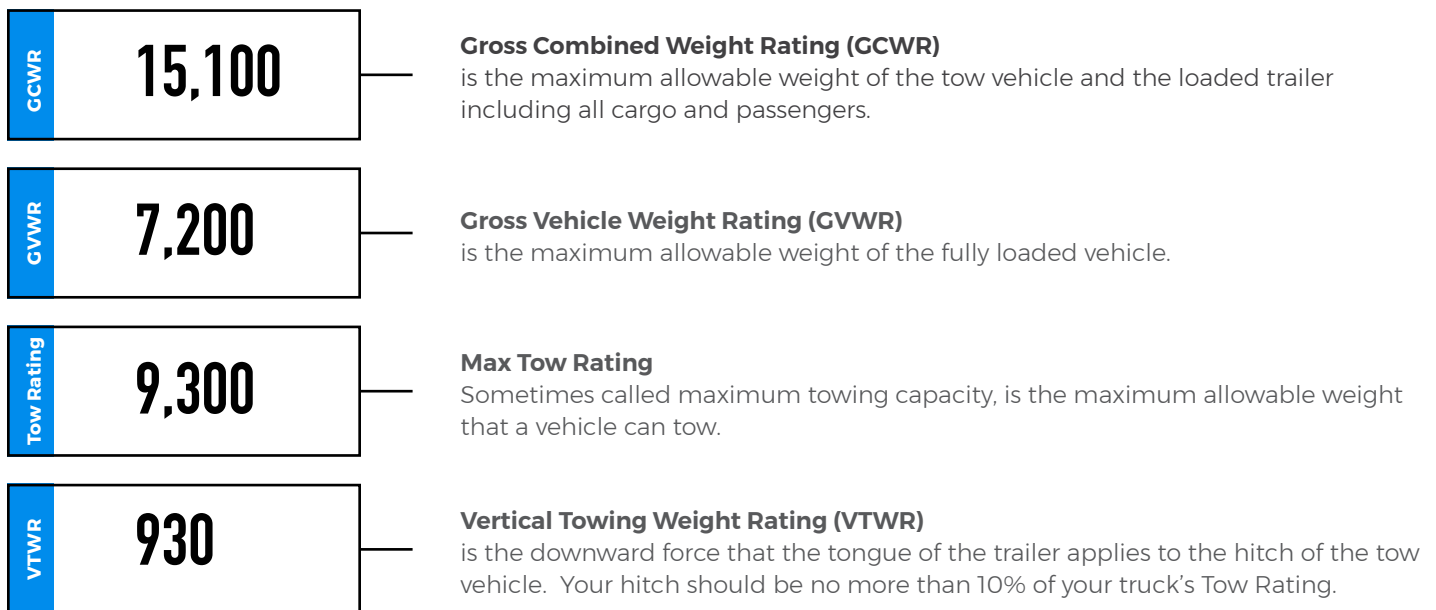 GCWR
15,100
Gross Combined Weight Rating (GCWR)
is the maximum allowable weight of the tow vehicle and the loaded trailer
including all cargo and passengers.
GVWR
7,200
Gross Vehicle Weight Rating (GVWR)
is the maximum allowable weight of the fully loaded vehicle.
Tow Rating
9,300
Max Tow Rating
Sometimes called maximum towing capacity, is the maximum allowable weight
that a vehicle can tow.
VTWR
930
Vertical Towing Weight Rating (VTWR)
is the downward force that the tongue of the trailer applies to the hitch of the tow
vehicle.  Your hitch should be no more than 10% of your truck's Tow Rating.